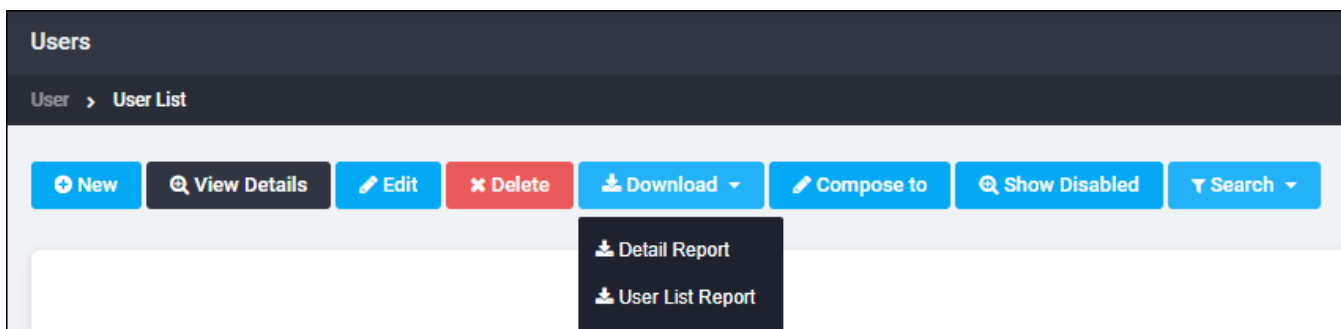 Users
User > User List
New View Details Edit Delete Download Compose to Show Disabled Search
Detail Report
User List Report